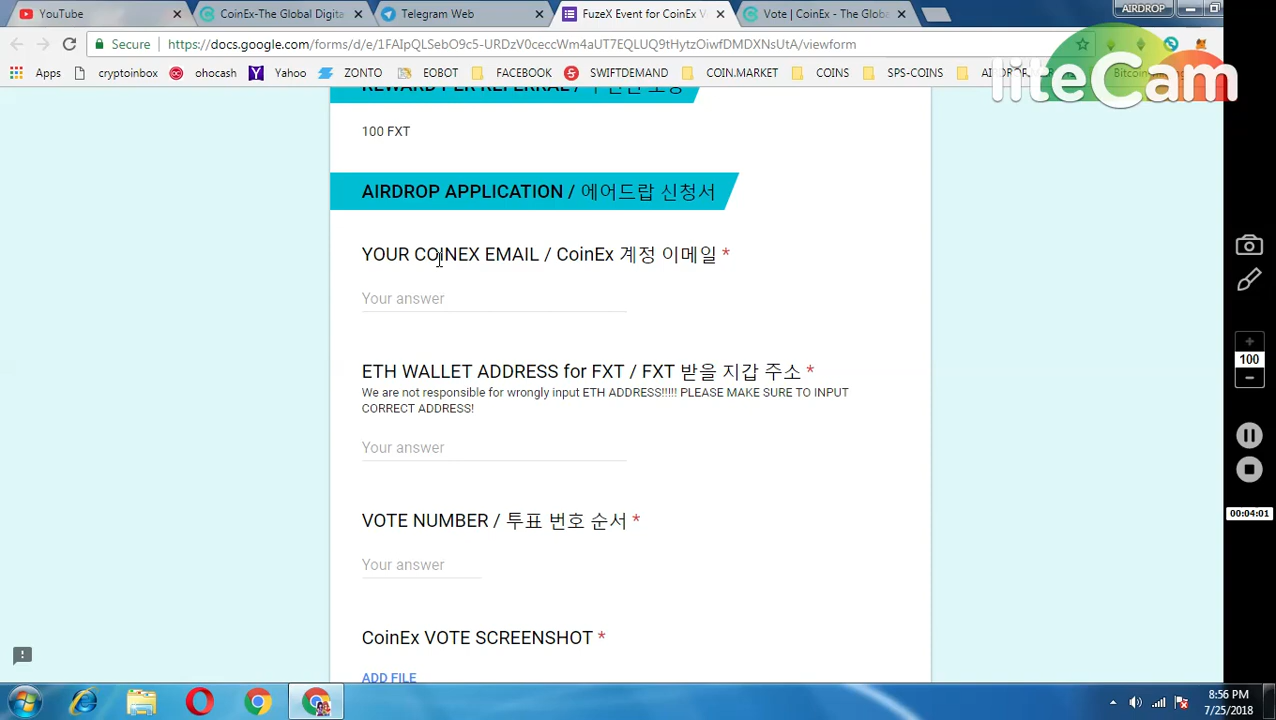 AIRDROP
YouTube
CoinEx-The Global Digita
Telegram Web
FuzeX Event for CoinEx V
Vote | CoinEx - The Globa
Secure
https://docs.google.com/forms/d/e/1FAIpQLSebO9c5-URDzV0ceccWm4aUT7EQLUQ9tHytzOiwfDMDXNsUtA/viewform
Apps
cryptoinbox
ohocash
Yahoo
EOBOT
FACEBOOK
SWIFTDEMAND
COIN.MARKET
COINS
SPS-COINS
liteCam
REWARD PER REFERRAL /
100 FXT
AIRDROP APPLICATION / 에어드랍 신청서
YOUR COINEX EMAIL / CoinEx 계정 이메일 *
Your answer
ETH WALLET ADDRESS for FXT / FXT 받을 지갑 주소 *
We are not responsible for wrongly input ETH ADDRESS!!!!! PLEASE MAKE SURE TO INPUT
CORRECT ADDRESS!
Your answer
VOTE NUMBER / 투표 번호 순서 *
Your answer
CoinEx VOTE SCREENSHOT *
ADD FILE
100
00:04:01
8:56 PM
7/25/2018